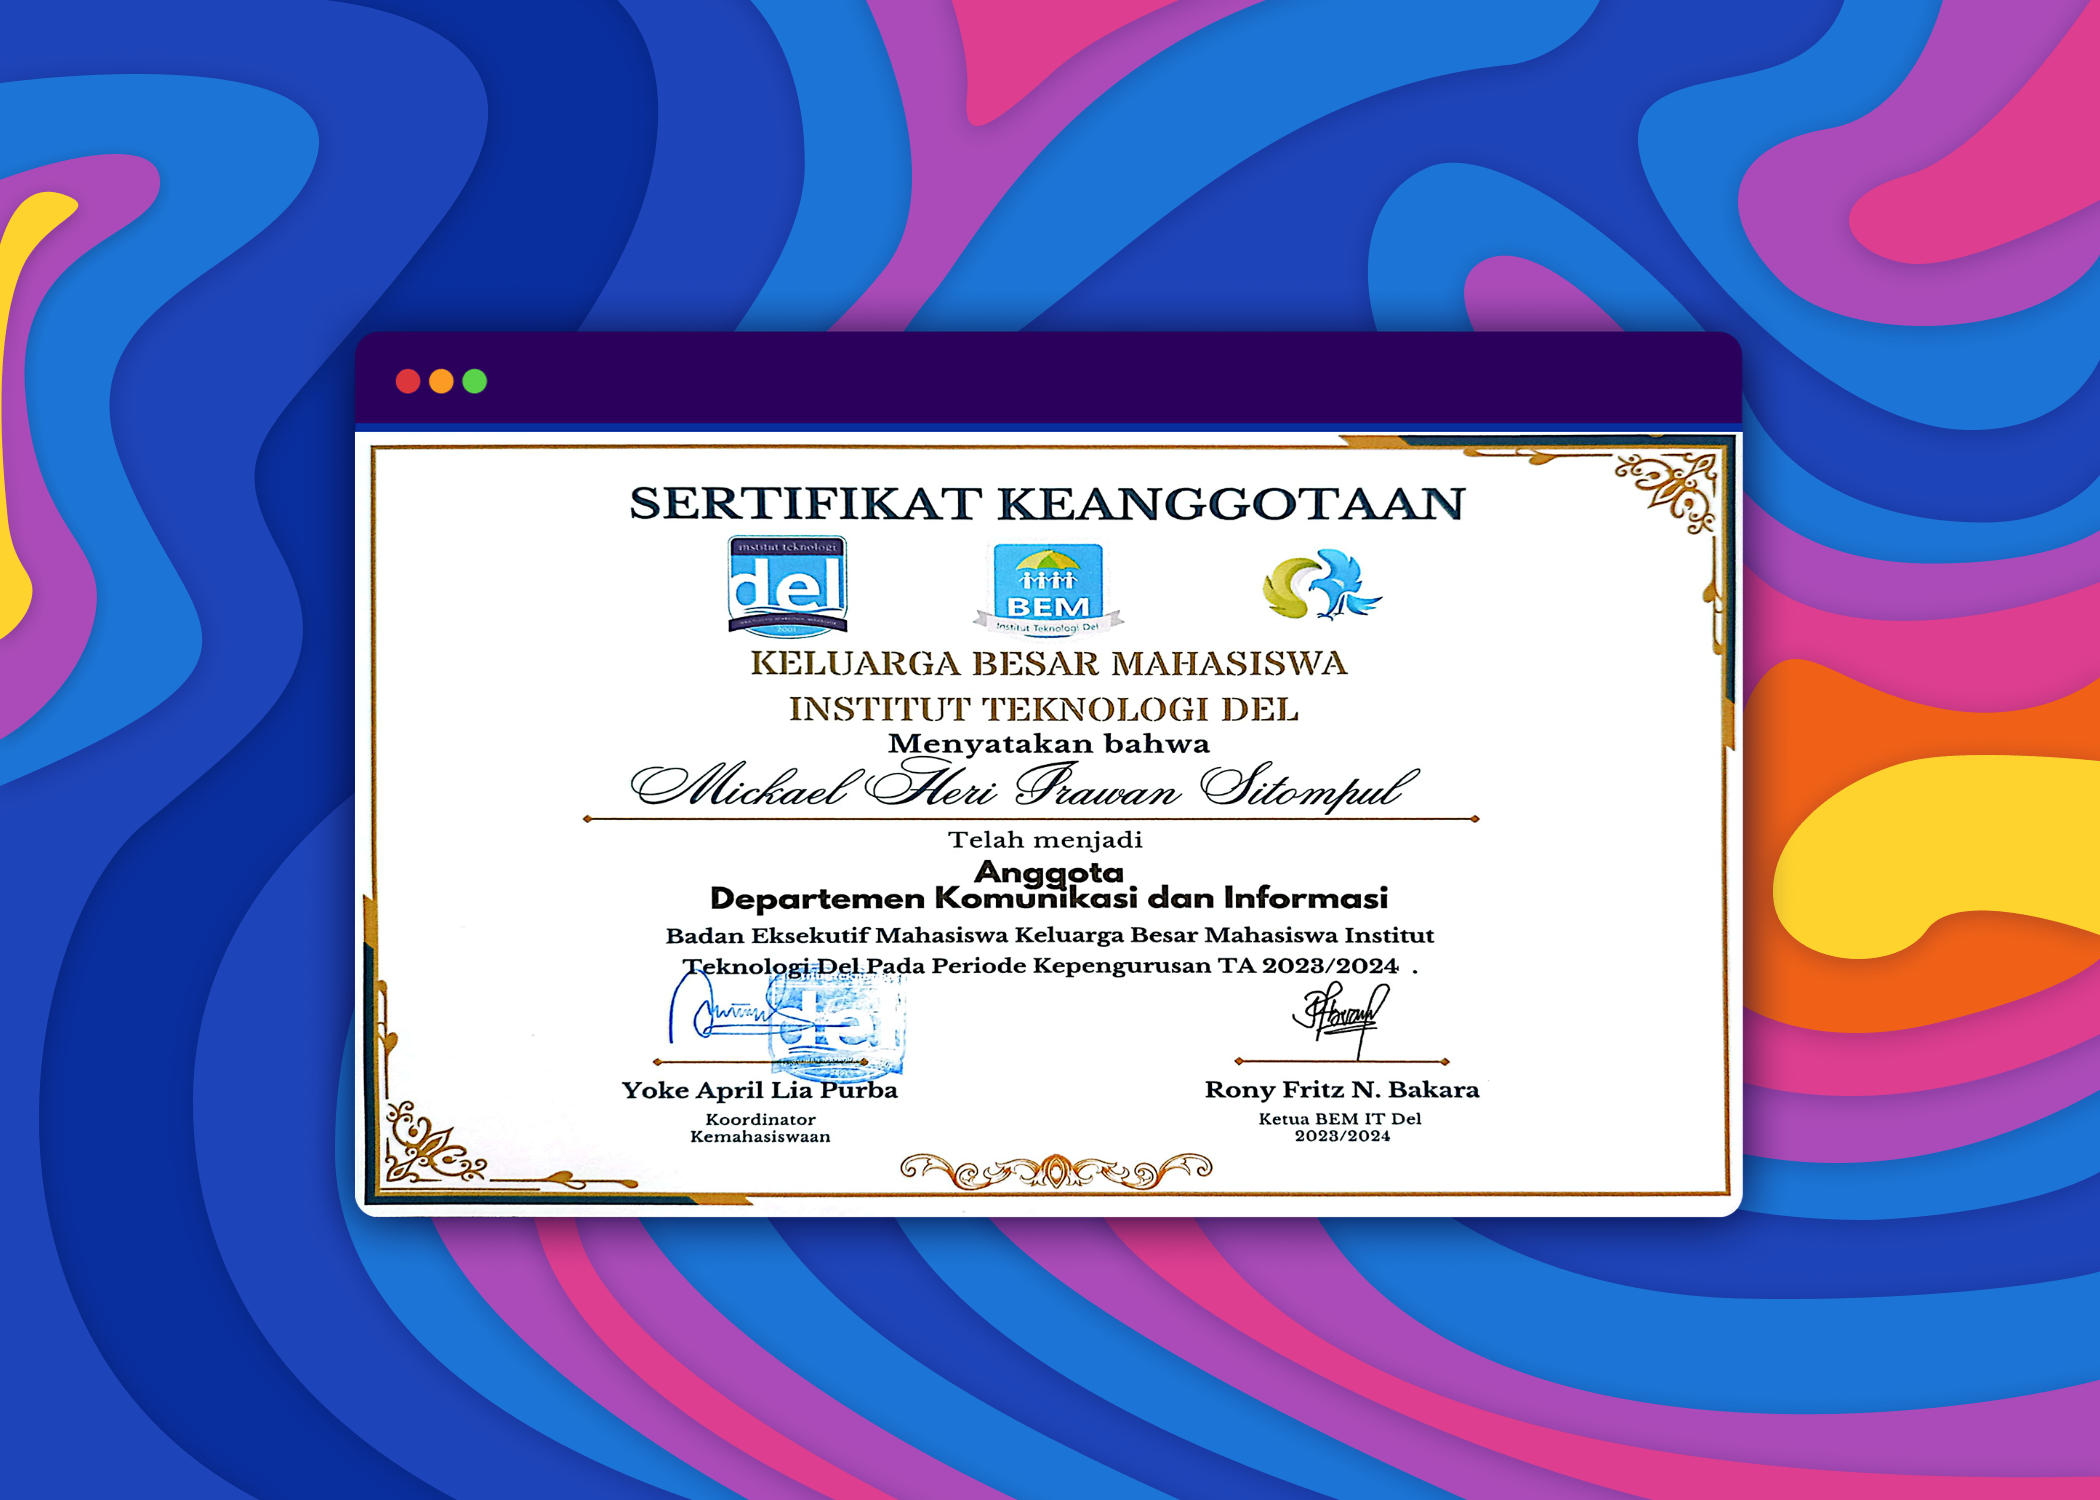 SERTIFIKAT KEANGGOTAAN
institut teknologi
del
2001
BEM
Institut Teknologi Del
KELUARGA BESAR MAHASISWA
INSTITUT TEKNOLOGI DEL
Menyatakan bahwa
Mickael Heri Irawan Sitompul
Telah menjadi
Anggota
Departemen Komunikasi dan Informasi
Badan Eksekutif Mahasiswa Keluarga Besar Mahasiswa Institut
Teknologi Del Pada Periode Kepengurusan TA 2023/2024 .
del
Yoke April Lia Purba
Koordinator
Kemahasiswaan
Rony Fritz N. Bakara
Ketua BEM IT Del
2023/2024